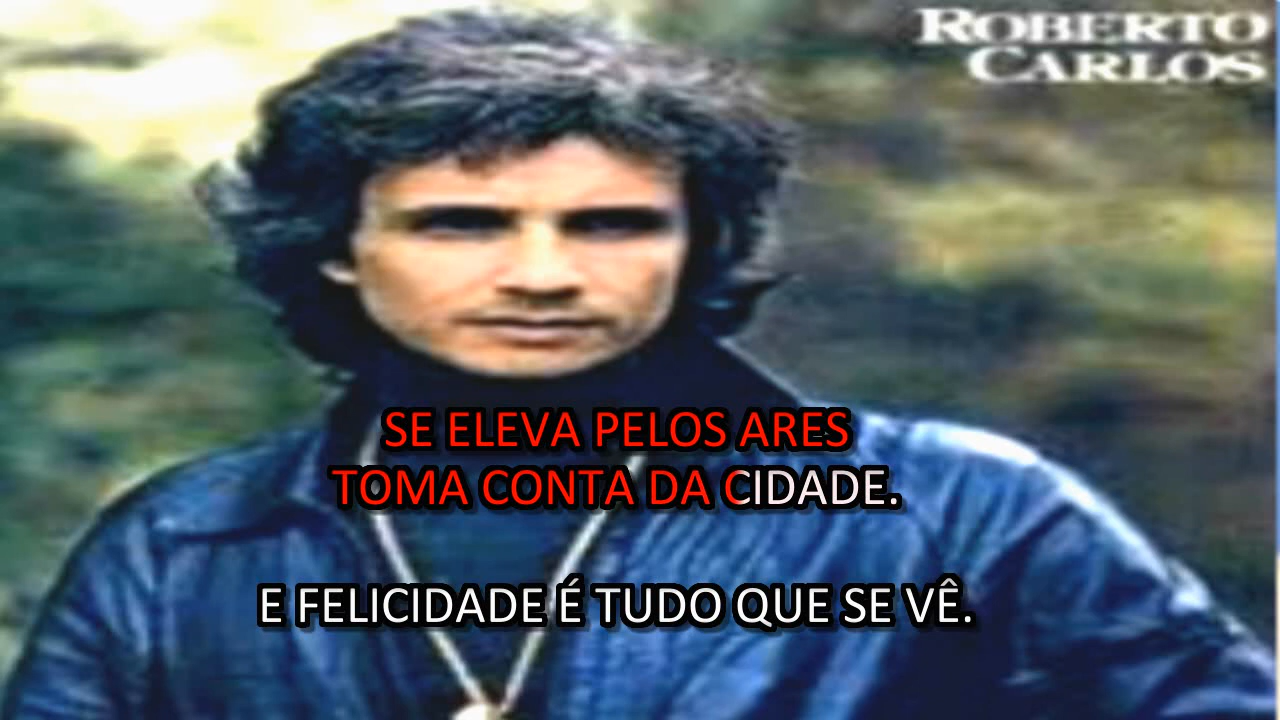 ROBERTO
CARLOS
SE ELEVA PELOS ARES
TOMA CONTA DA CIDADE.
E FELICIDADE É TUDO QUE SE VÊ.